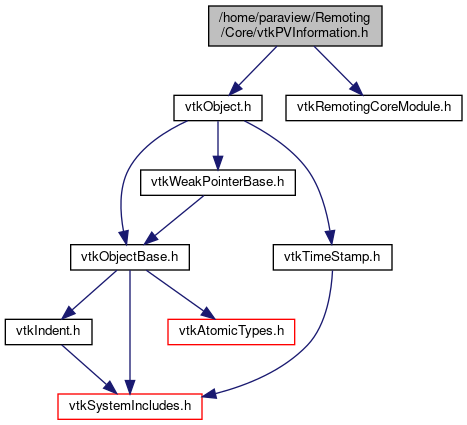 /home/paraview/Remoting
/Core/vtkPVInformation.h
vtkObject.h
vtkRemotingCoreModule.h
vtkWeakPointerBase.h
vtkObjectBase.h
vtkTimeStamp.h
vtkIndent.h
vtkAtomicTypes.h
vtkSystemIncludes.h